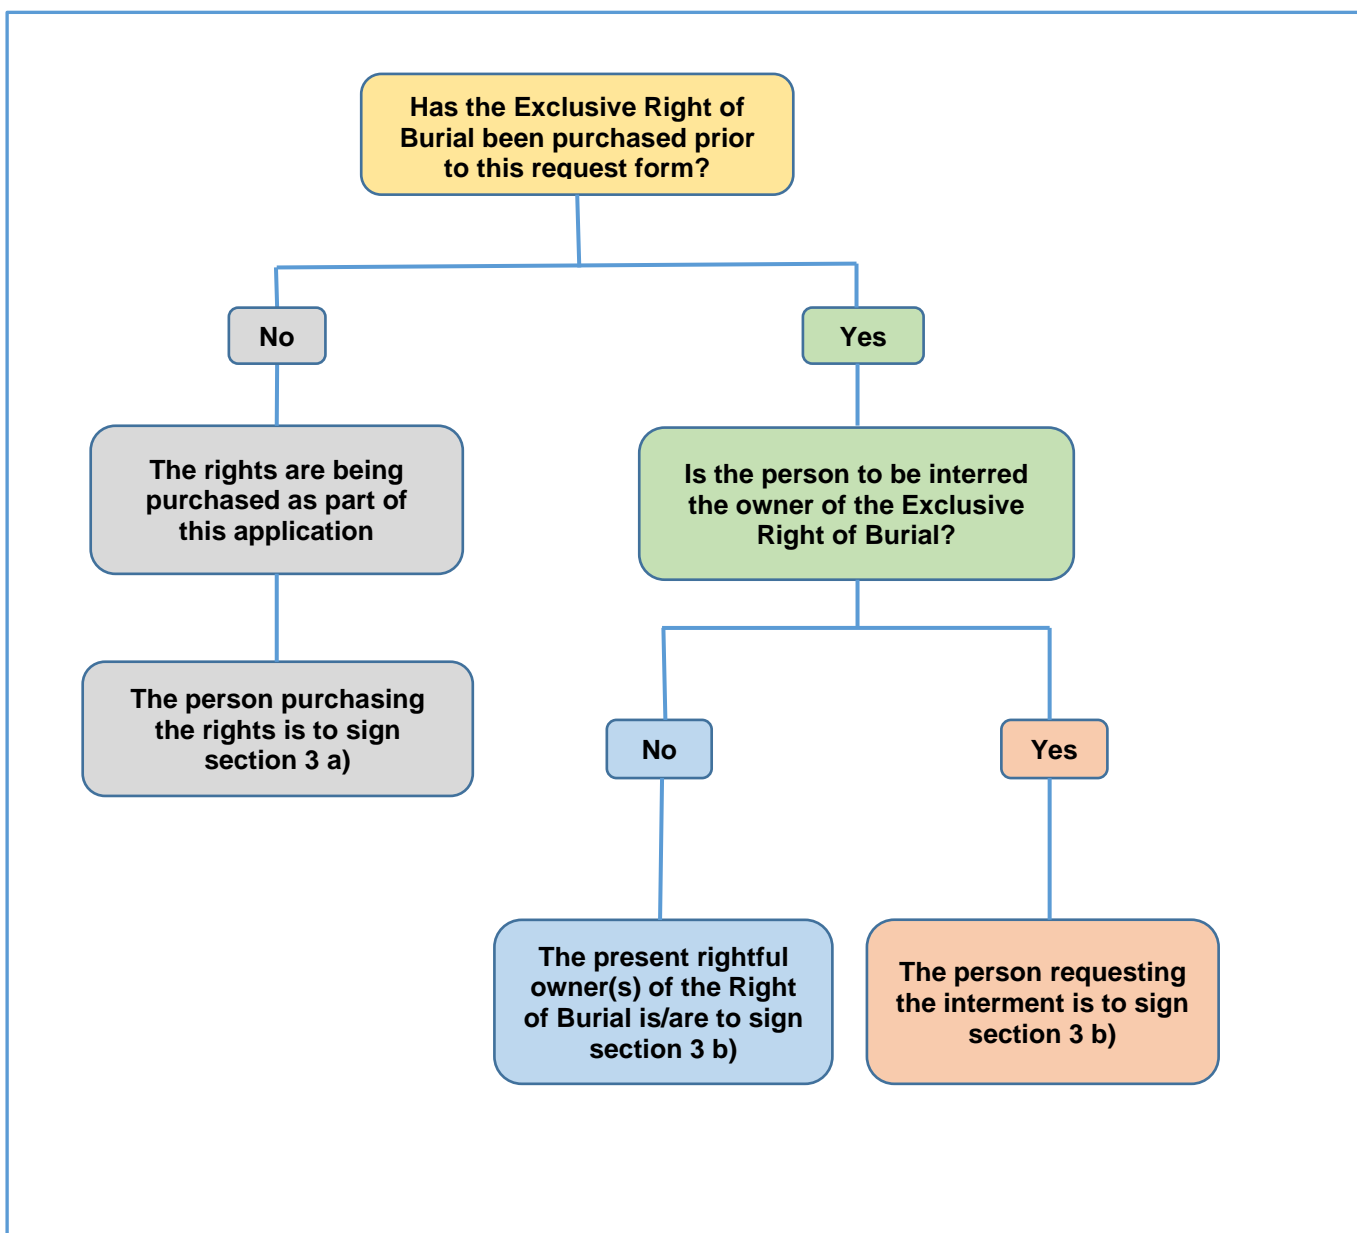 Has the Exclusive Right of
Burial been purchased prior
to this request form?
No
Yes
The rights are being
purchased as part of
this application
Is the person to be interred
the owner of the Exclusive
Right of Burial?
The person purchasing
the rights is to sign
section 3 a)
No
Yes
The present rightful
owner(s) of the Right
of Burial is/are to sign
section 3 b)
The person requesting
the interment is to sign
section 3 b)